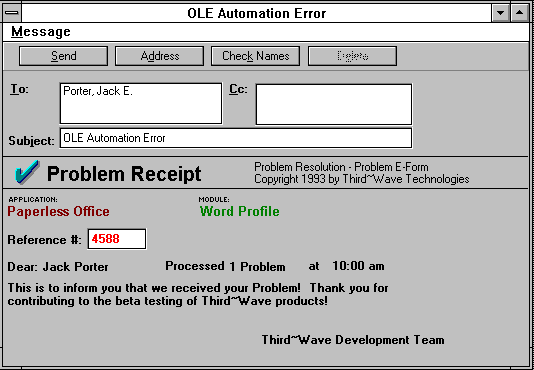 OLE Automation Error
Message
Send Address Check Names Delete
To: Porter, Jack E. Cc:
Subject: OLE Automation Error
Problem Receipt
Problem Resolution - Problem E-Form
Copyright 1993 by Third~Wave Technologies
APPLICATION: MODULE:
Paperless Office Word Profile
Reference #: 4588
Dear: Jack Porter Processed 1 Problem at 10:00 am
This is to inform you that we received your Problem! Thank you for
contributing to the beta testing of Third~Wave products!
Third~Wave Development Team